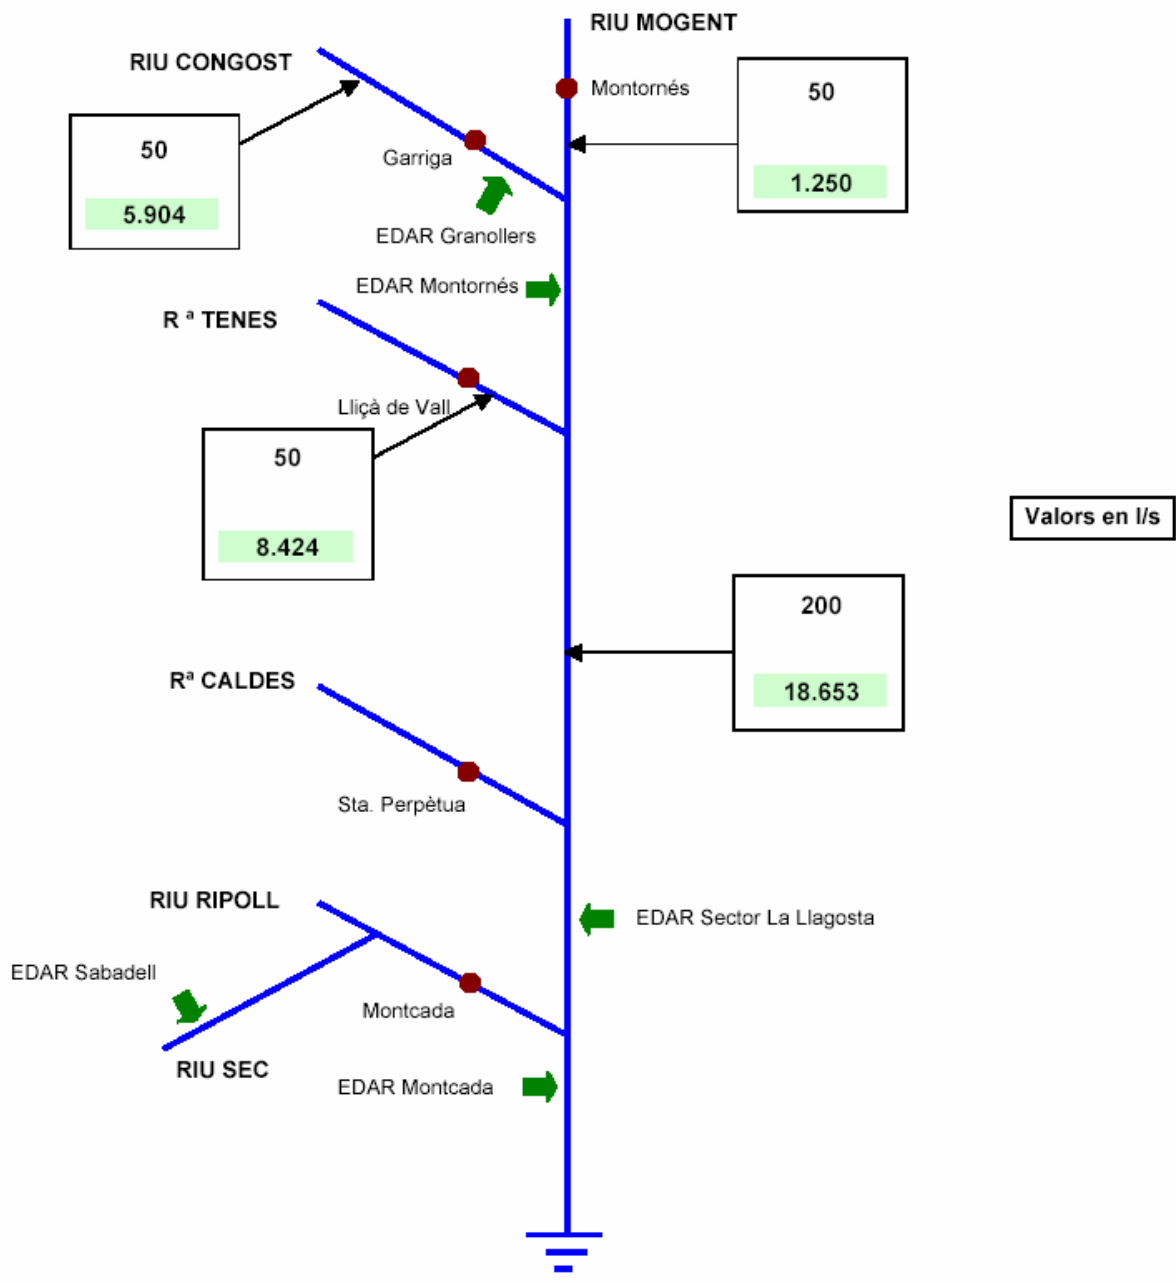 RIU MOGENT
RIU CONGOST
Montornés
50
1.250
50
5.904
Garriga
EDAR Granollers
EDAR Montornés
R ª TENES
Lliçà de Vall
50
8.424
Valors en l/s
200
18.653
Rª CALDES
Sta. Perpètua
RIU RIPOLL
EDAR Sector La Llagosta
EDAR Sabadell
Montcada
RIU SEC
EDAR Montcada